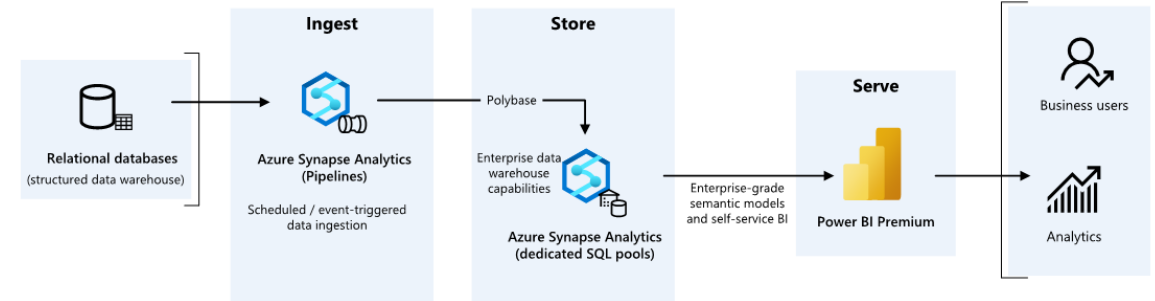 Ingest
Store
Serve
Relational databases
(structured data warehouse)
Azure Synapse Analytics
(Pipelines)
Scheduled / event-triggered
data ingestion
Polybase
Enterprise data
warehouse
capabilities
Azure Synapse Analytics
(dedicated SQL pools)
Enterprise-grade
semantic models
and self-service BI
Power BI Premium
Business users
Analytics